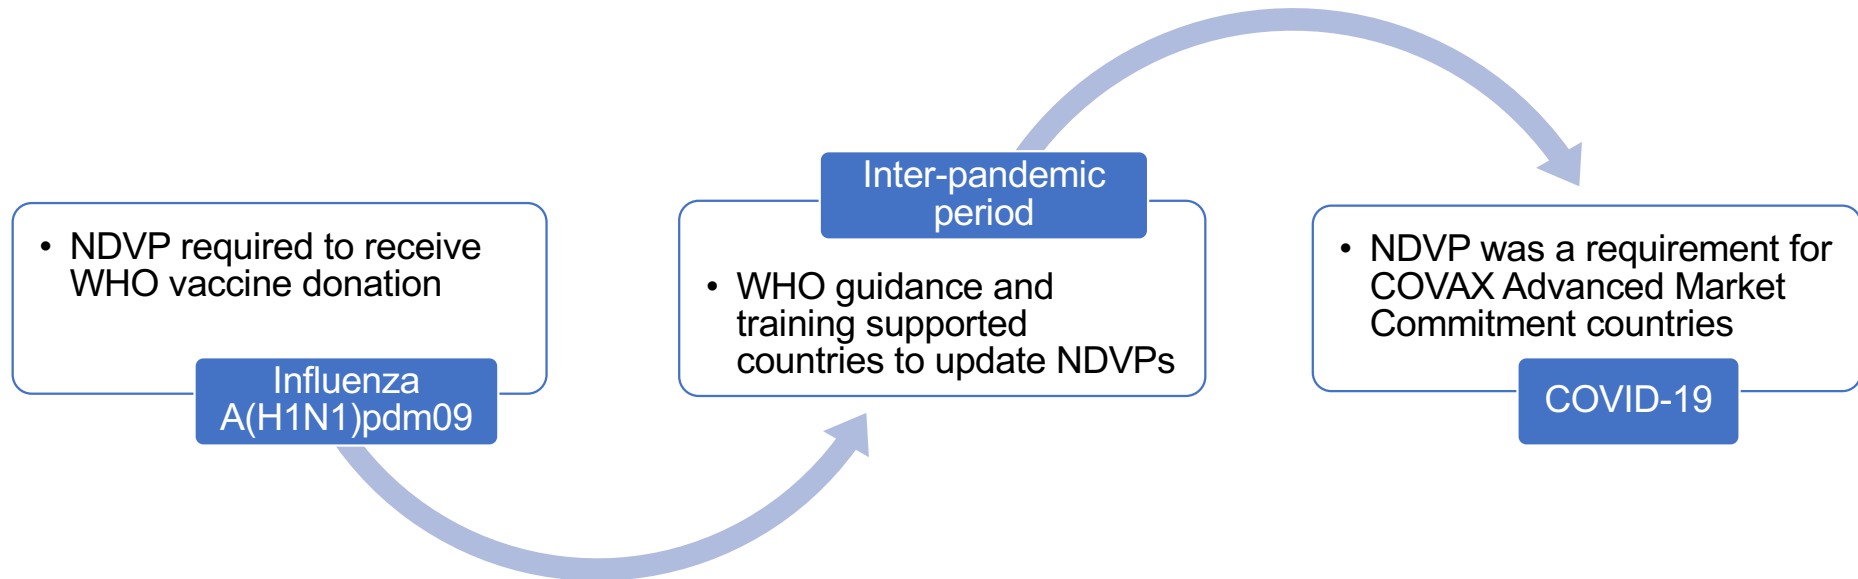 • NDVP required to receive
WHO vaccine donation
Influenza
A(H1N1)pdm09
Inter-pandemic
period
• WHO guidance and
training supported
countries to update NDVPs
• NDVP was a requirement for
COVAX Advanced Market
Commitment countries
COVID-19